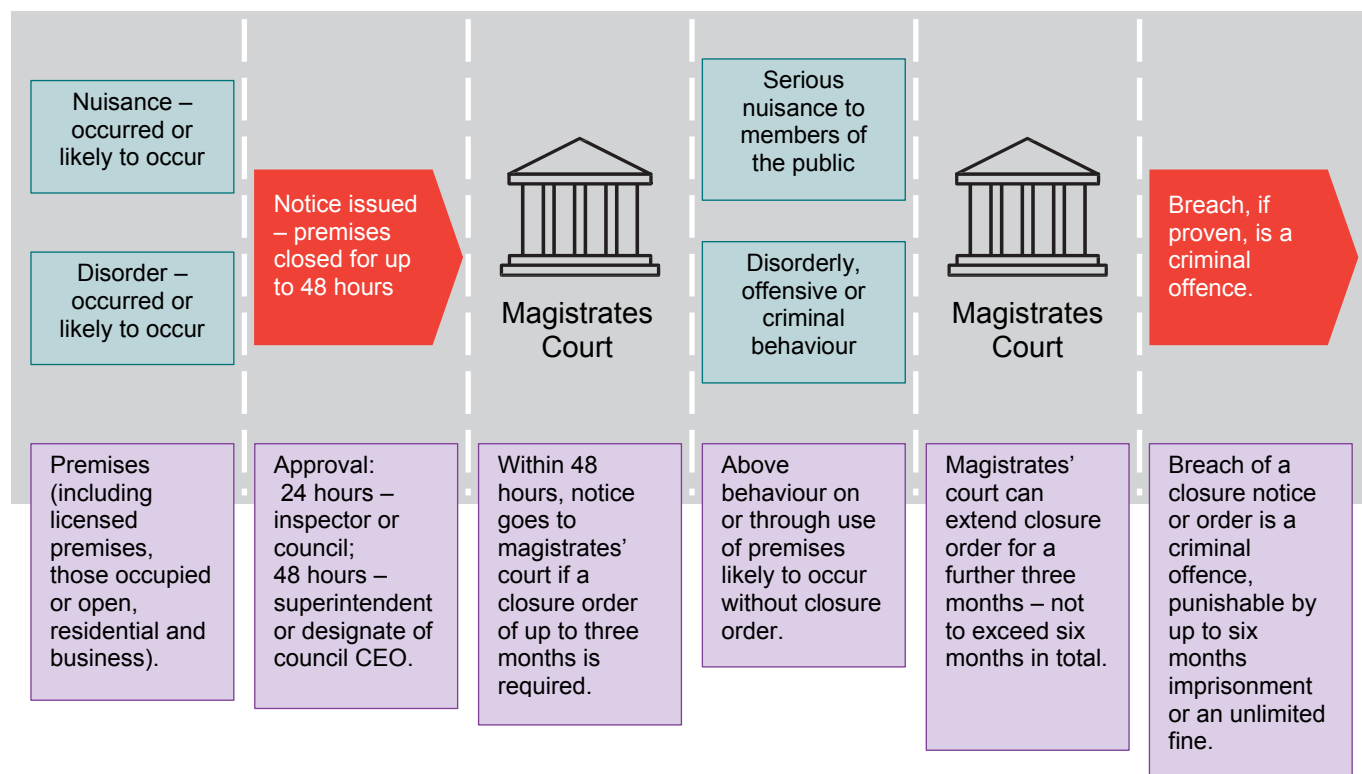 Nuisance –
occurred or
likely to occur
Disorder –
occurred or
likely to occur
Notice issued
– premises
closed for up
to 48 hours
Magistrates
Court
Serious
nuisance to
members of
the public
Disorderly,
offensive or
criminal
behaviour
Magistrates
Court
Breach, if
proven, is a
criminal
offence.
Premises
(including
licensed
premises,
those occupied
or open,
residential and
business).
Approval:
24 hours –
inspector or
council;
48 hours –
superintendent
or designate of
council CEO.
Within 48
hours, notice
goes to
magistrates’
court if a
closure order
of up to three
months is
required.
Above
behaviour on
or through use
of premises
likely to occur
without closure
order.
Magistrates’
court can
extend closure
order for a
further three
months – not
to exceed six
months in total.
Breach of a
closure notice
or order is a
criminal
offence,
punishable by
up to six
months
imprisonment
or an unlimited
fine.